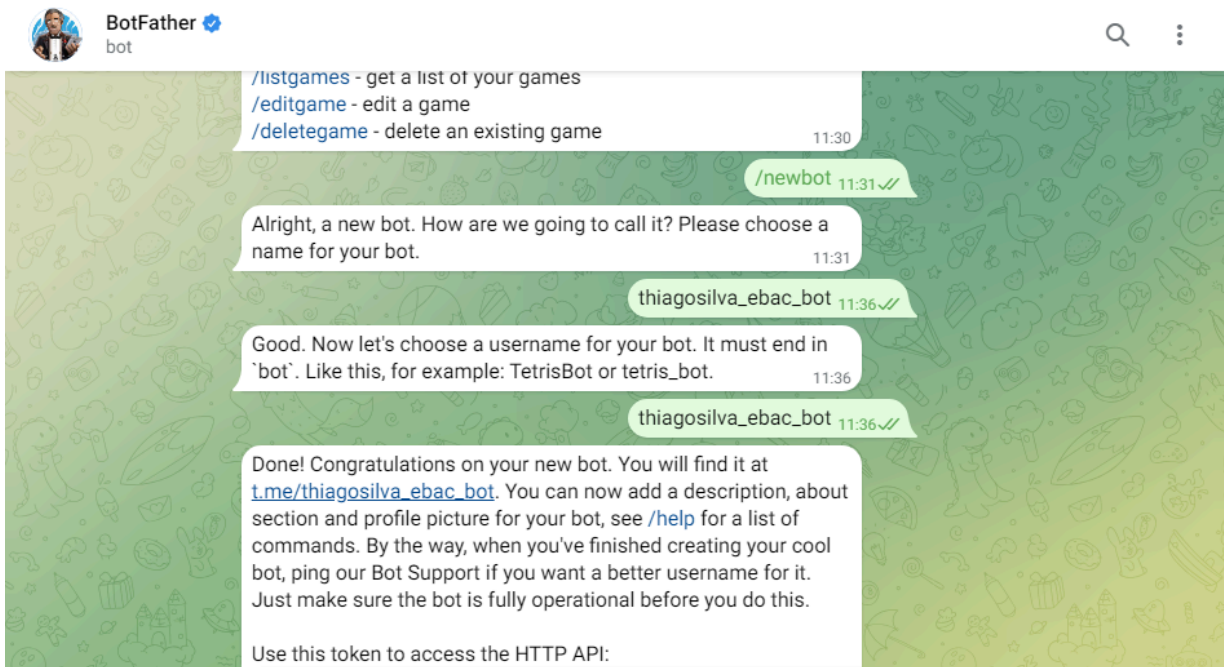 BotFather
bot
/listgames - get a list of your games
/editgame - edit a game
/deletegame - delete an existing game
11:30
/newbot 11:31
Alright, a new bot. How are we going to call it? Please choose a
name for your bot.
11:31
thiagosilva_ebac_bot 11:36
Good. Now let's choose a username for your bot. It must end in
`bot`. Like this, for example: TetrisBot or tetris_bot.
11:36
thiagosilva_ebac_bot 11:36
Done! Congratulations on your new bot. You will find it at
t.me/thiagosilva_ebac_bot. You can now add a description, about
section and profile picture for your bot, see /help for a list of
commands. By the way, when you've finished creating your cool
bot, ping our Bot Support if you want a better username for it.
Just make sure the bot is fully operational before you do this.
Use this token to access the HTTP API: